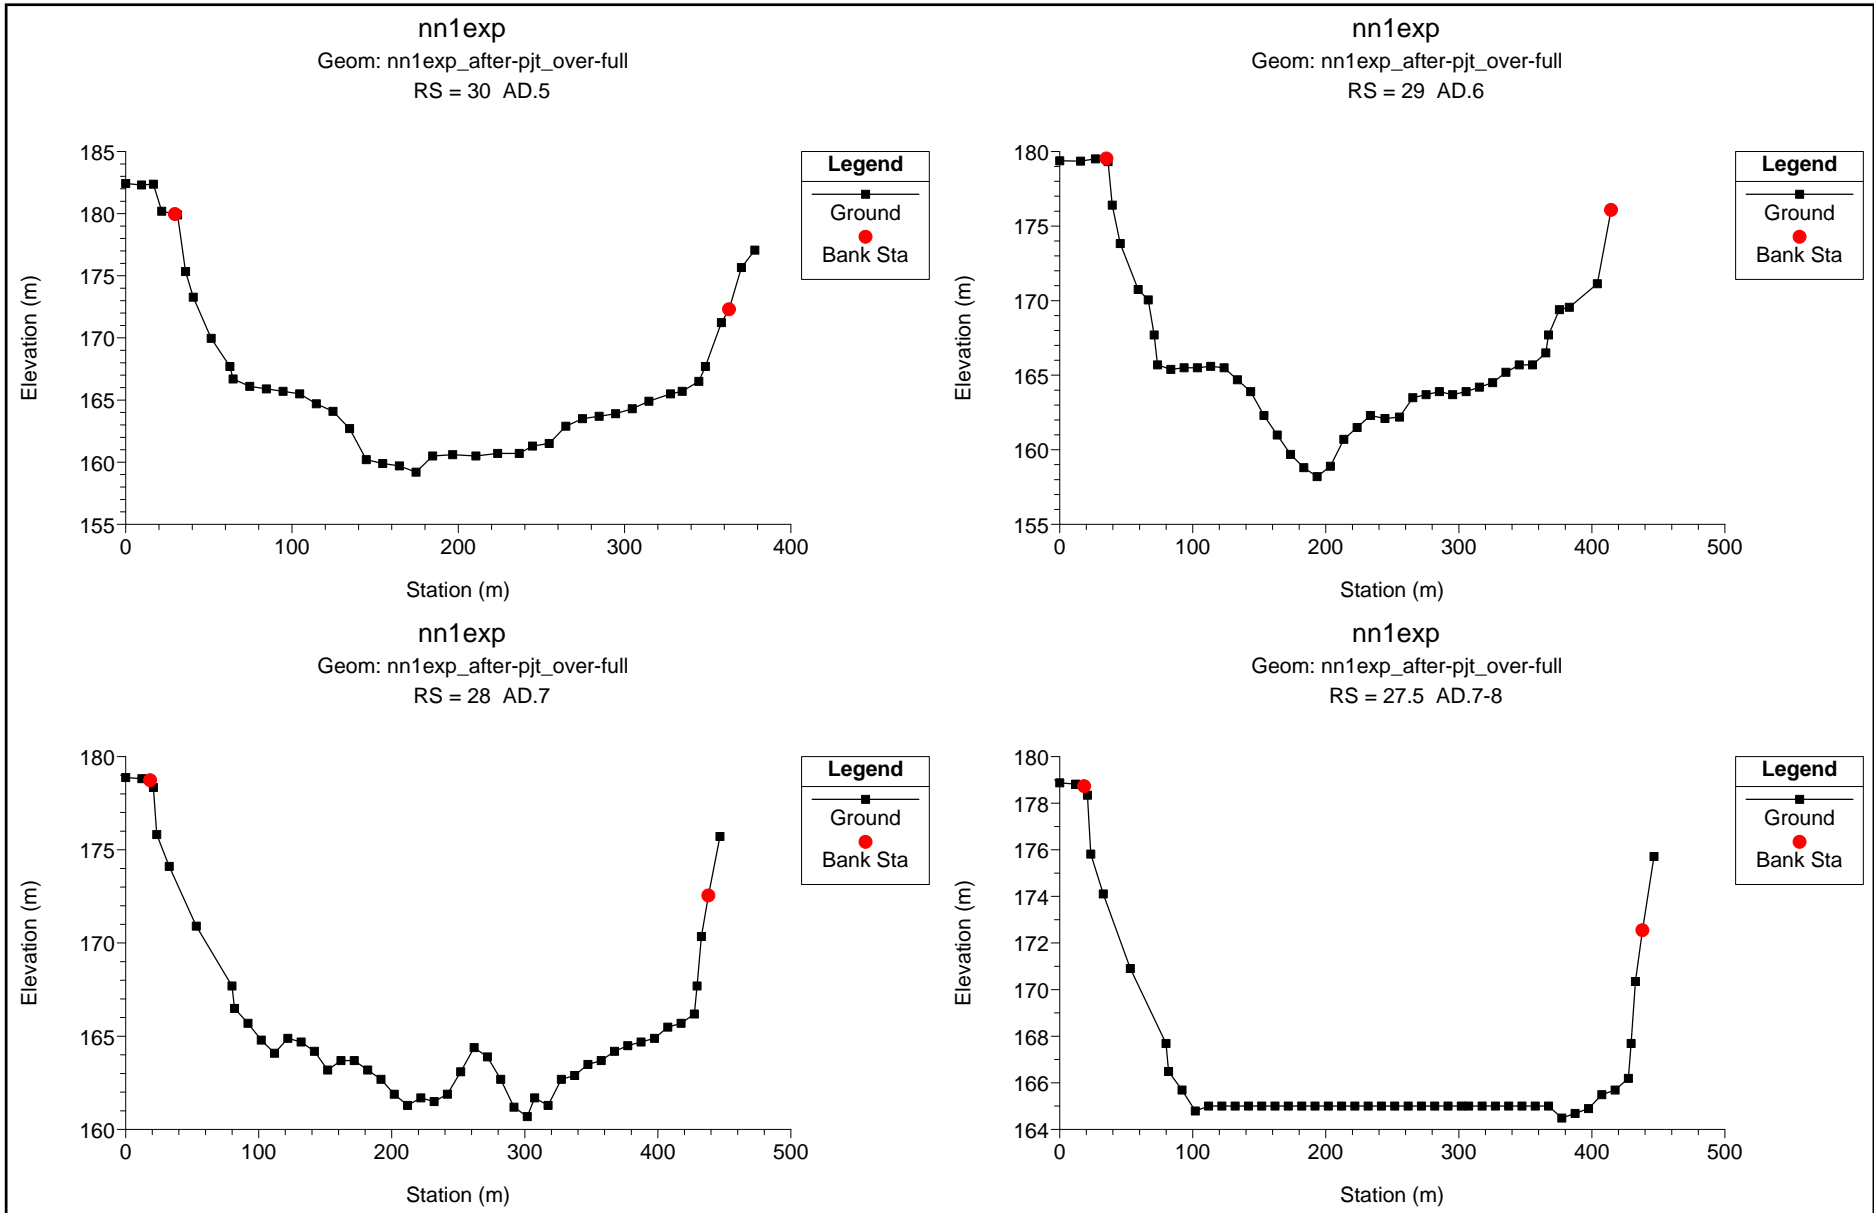 nn1exp
Geom: nn1exp_after-pjt_over-full
RS = 30 AD.5
185
180
175
170
165
160
155
0
100
200
300
400
Elevation (m)
Station (m)
Legend
Ground
Bank Sta
nn1exp
Geom: nn1exp_after-pjt_over-full
RS = 29 AD.6
180
175
170
165
160
155
0
100
200
300
400
500
Elevation (m)
Station (m)
Legend
Ground
Bank Sta
nn1exp
Geom: nn1exp_after-pjt_over-full
RS = 28 AD.7
180
175
170
165
160
0
100
200
300
400
500
Elevation (m)
Station (m)
Legend
Ground
Bank Sta
nn1exp
Geom: nn1exp_after-pjt_over-full
RS = 27.5 AD.7-8
180
178
176
174
172
170
168
166
164
0
100
200
300
400
500
Elevation (m)
Station (m)
Legend
Ground
Bank Sta